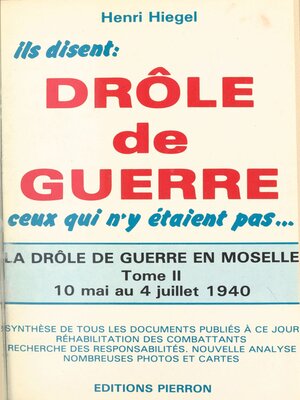 Henri Hiegel
ils disent:
DRÔLE
de
GUERRE
ceux qui n'y étaient pas...
LA DRÔLE DE GUERRE EN MOSELLE
Tome II
10 mai au 4 juillet 1940
SYNTHÈSE DE TOUS LES DOCUMENTS PUBLIÉS À CE JOUR
RÉHABILITATION DES COMBATTANTS
RECHERCHE DES RESPONSABILITÉS. NOUVELLE ANALYSE
NOMBREUSES PHOTOS ET CARTES
EDITIONS PIERRON